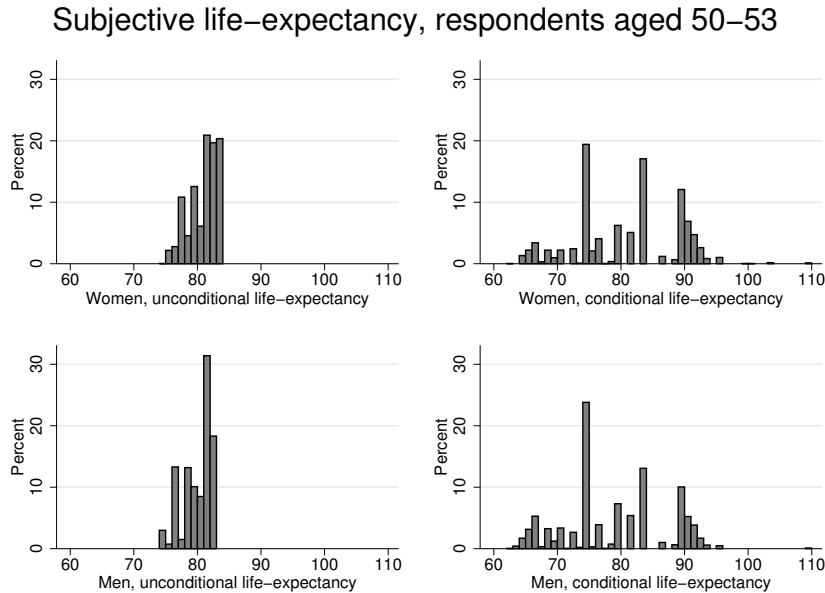 Subjective life−expectancy, respondents aged 50−53
Percent
0 10 20 30
60 70 80 90 100 110
Women, unconditional life−expectancy
Percent
0 10 20 30
60 70 80 90 100 110
Women, conditional life−expectancy
Percent
0 10 20 30
60 70 80 90 100 110
Men, unconditional life−expectancy
Percent
0 10 20 30
60 70 80 90 100 110
Men, conditional life−expectancy